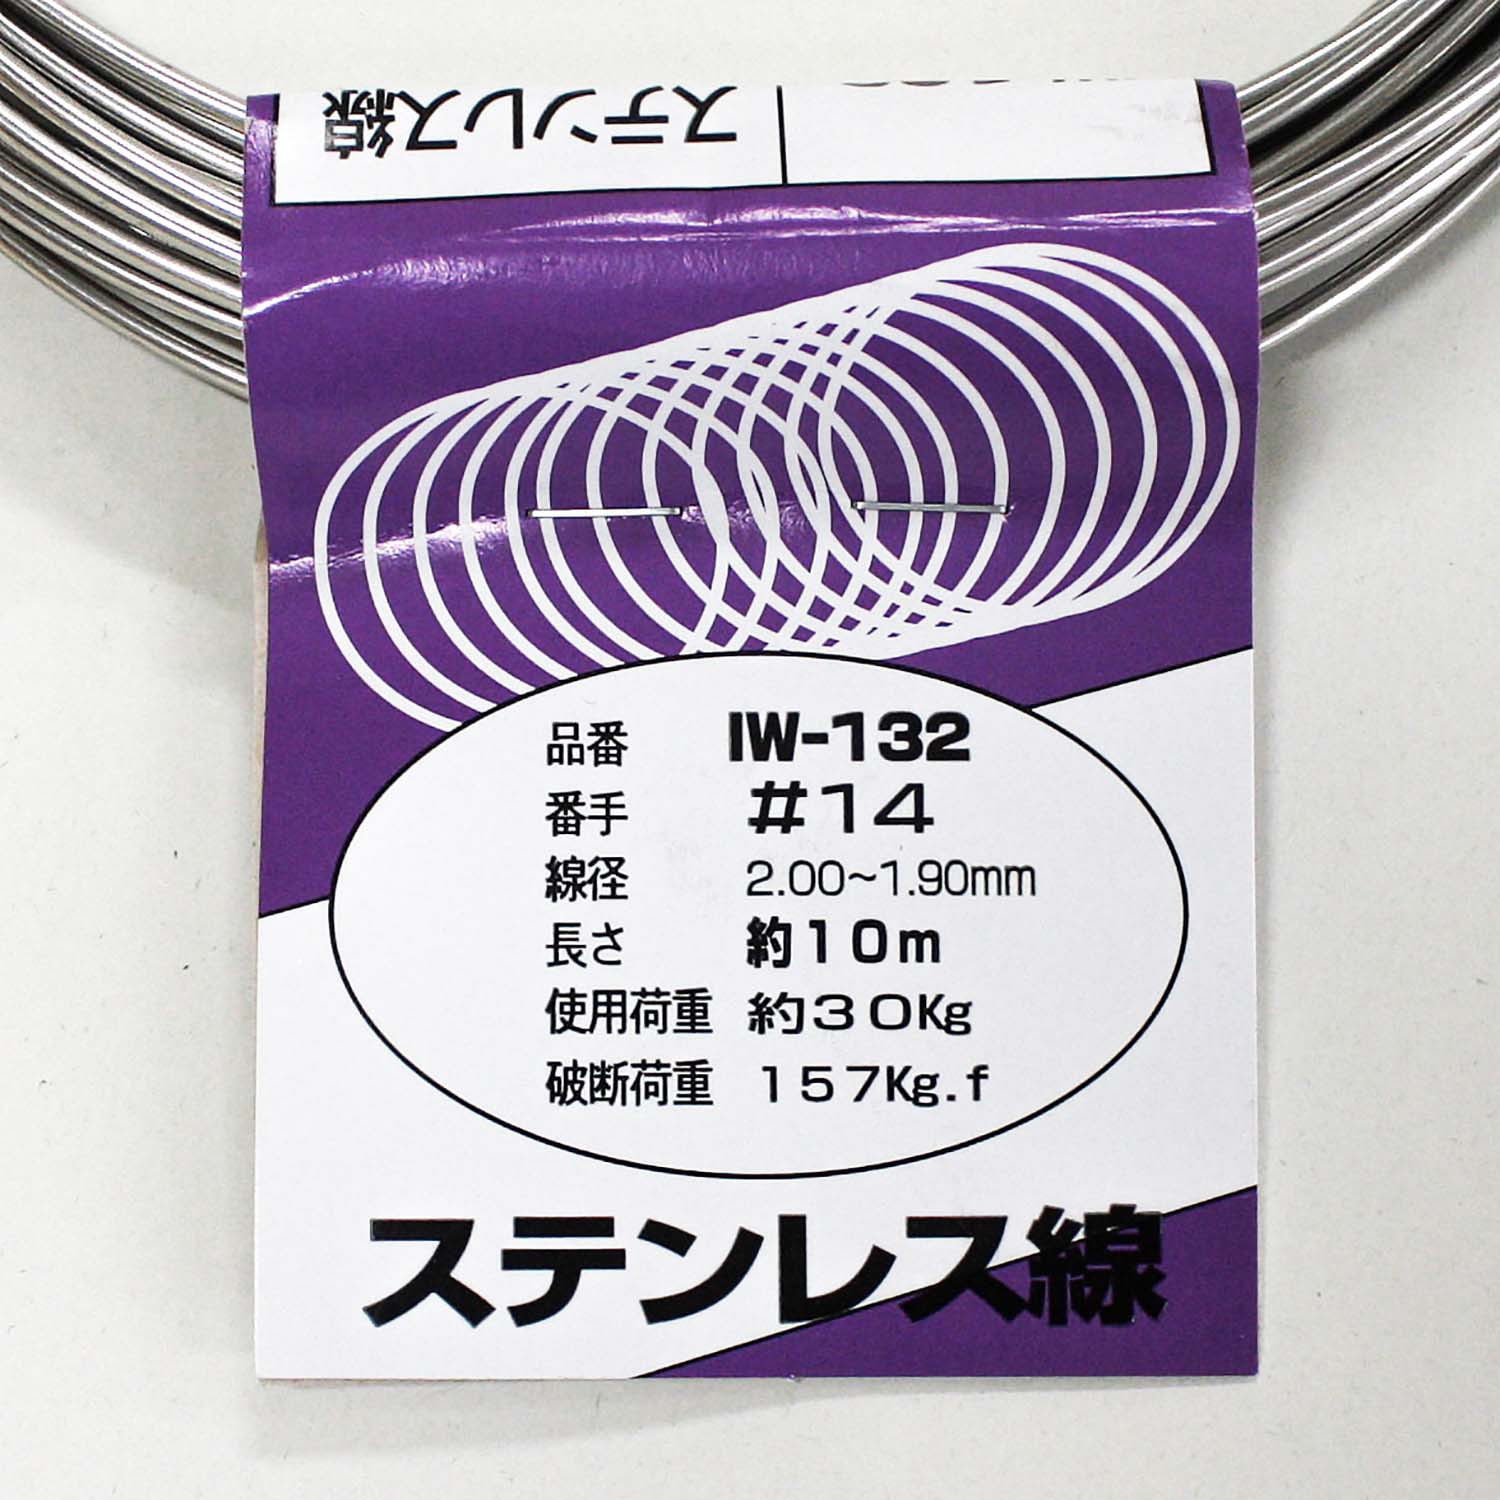 ステンレス線
品番 IW-132
番手 #14
線径 2.00~1.90mm
長さ 約10m
使用荷重 約30Kg
破断荷重 157Kg.f
ステンレス線